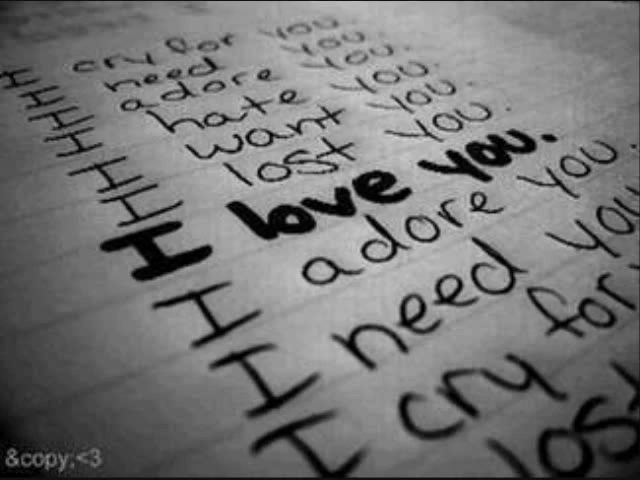 I cry for you.
I need you.
I adore you.
I hate you.
I want you.
I lost you.
I love you.
I adore you.
I need you
I cry for
lost
&copy;<3